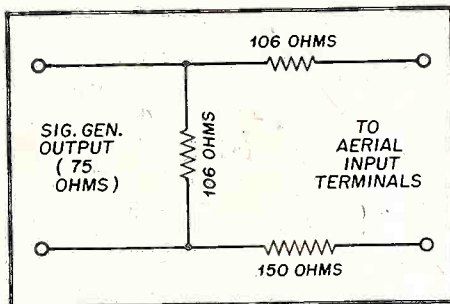 106 OHMS
SIG. GEN.
OUTPUT
( 75
OHMS)
106 OHMS
TO
AERIAL
INPUT
TERMINALS
150 OHMS